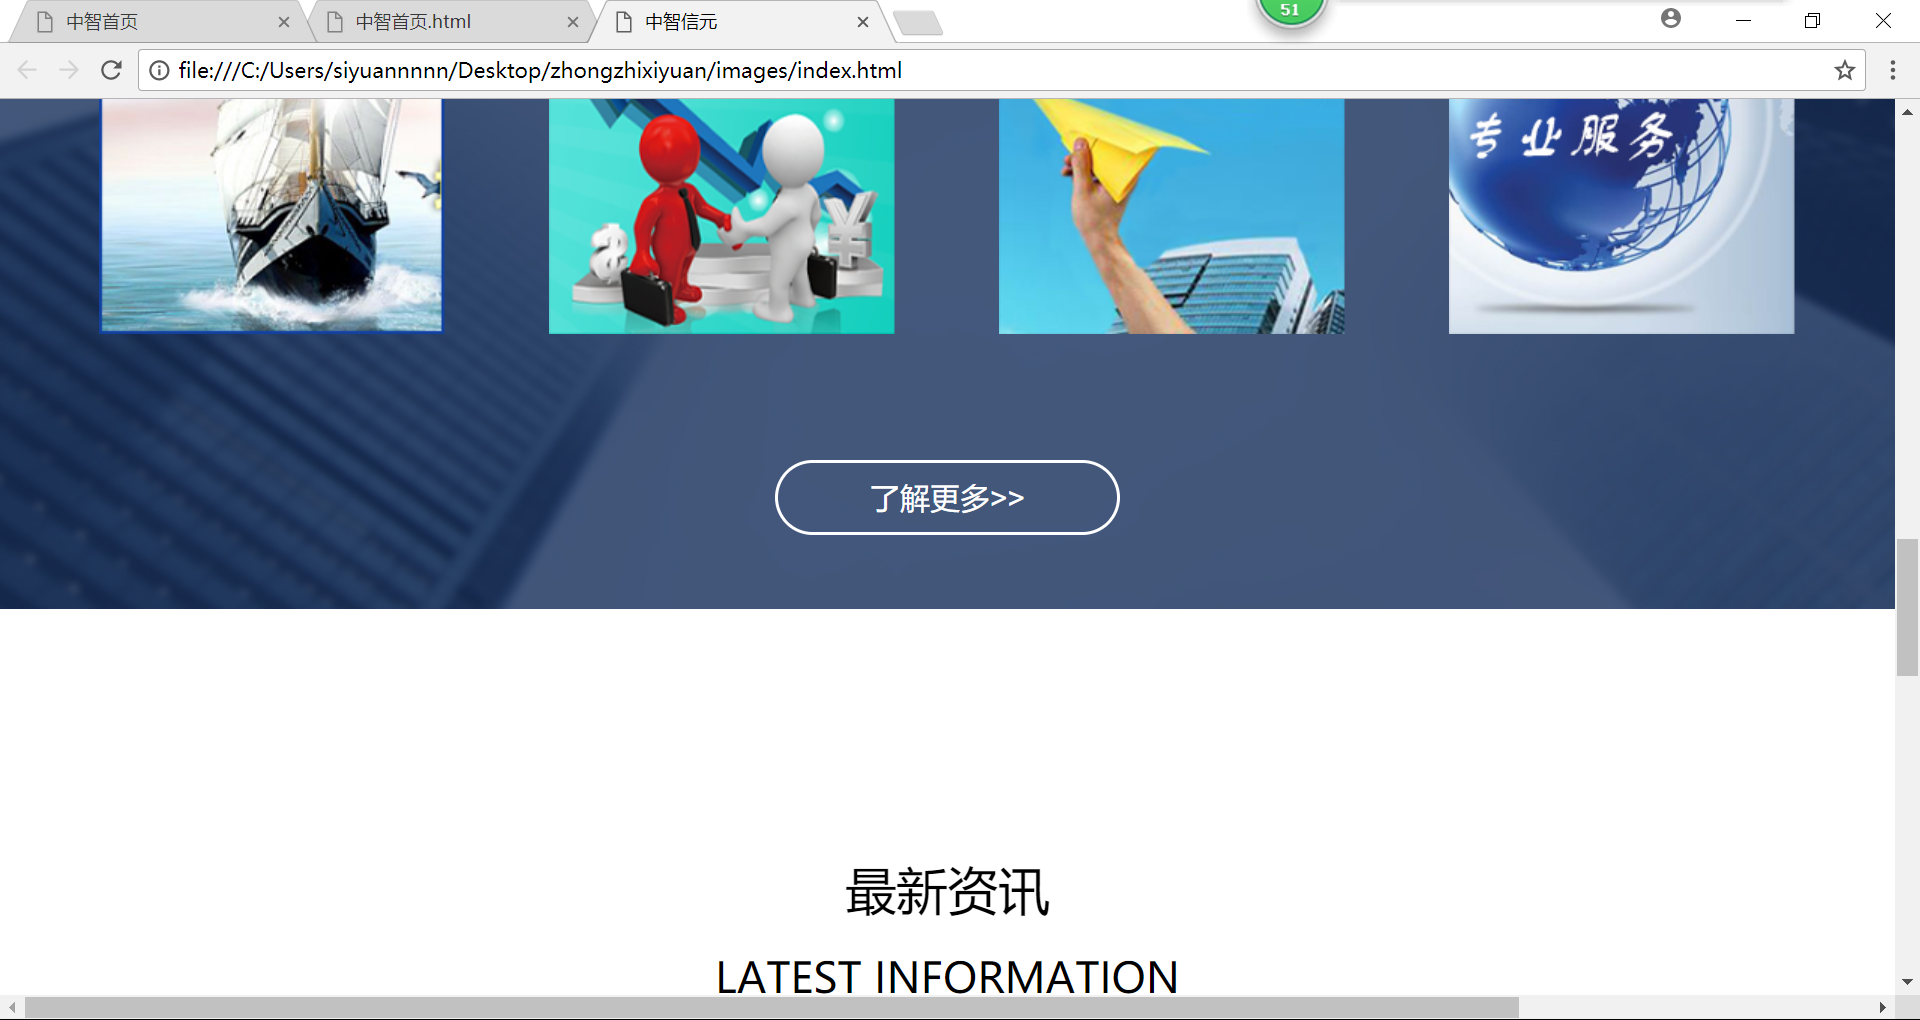 中智首页
中智首页.html
中智信元
51
file:///C:/Users/siyuannnnn/Desktop/zhongzhixiyuan/images/index.html
专业服务
了解更多>>
最新资讯
LATEST INFORMATION